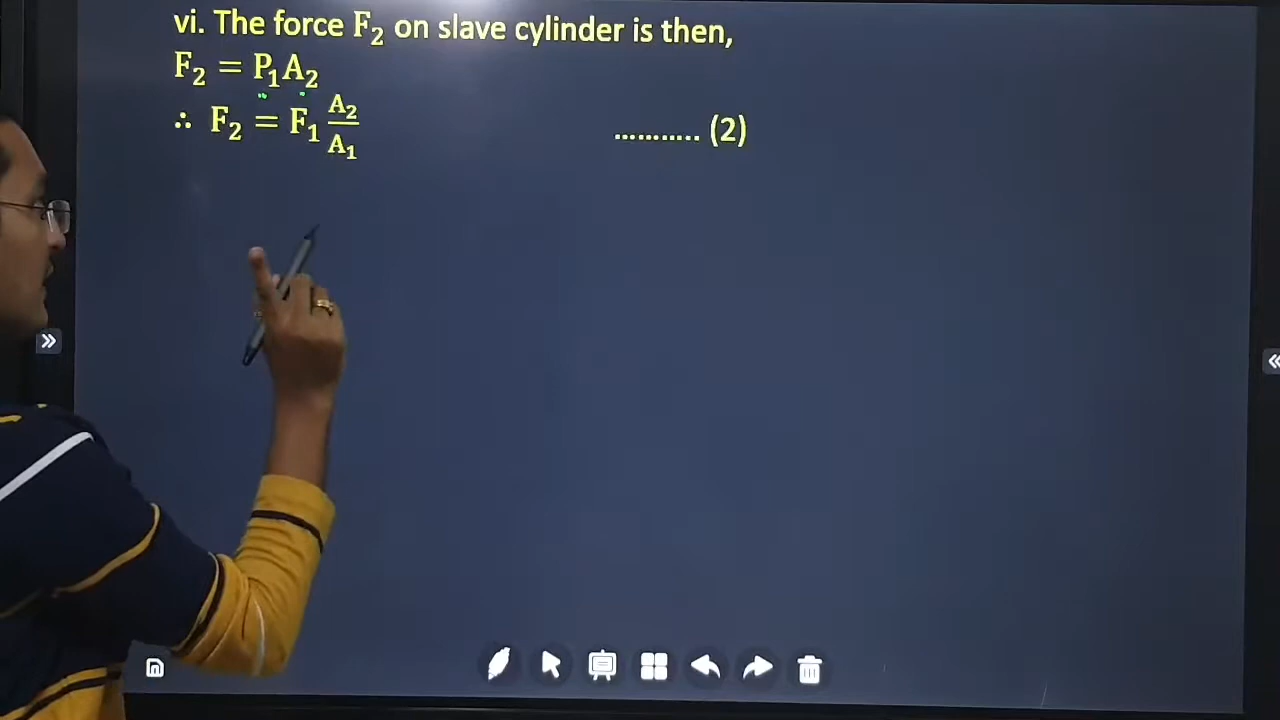 vi. The force F₂ on slave cylinder is then,
F₂ = P₁A₂
∴ F₂ = F₁ A₂/A₁ ........... (2)